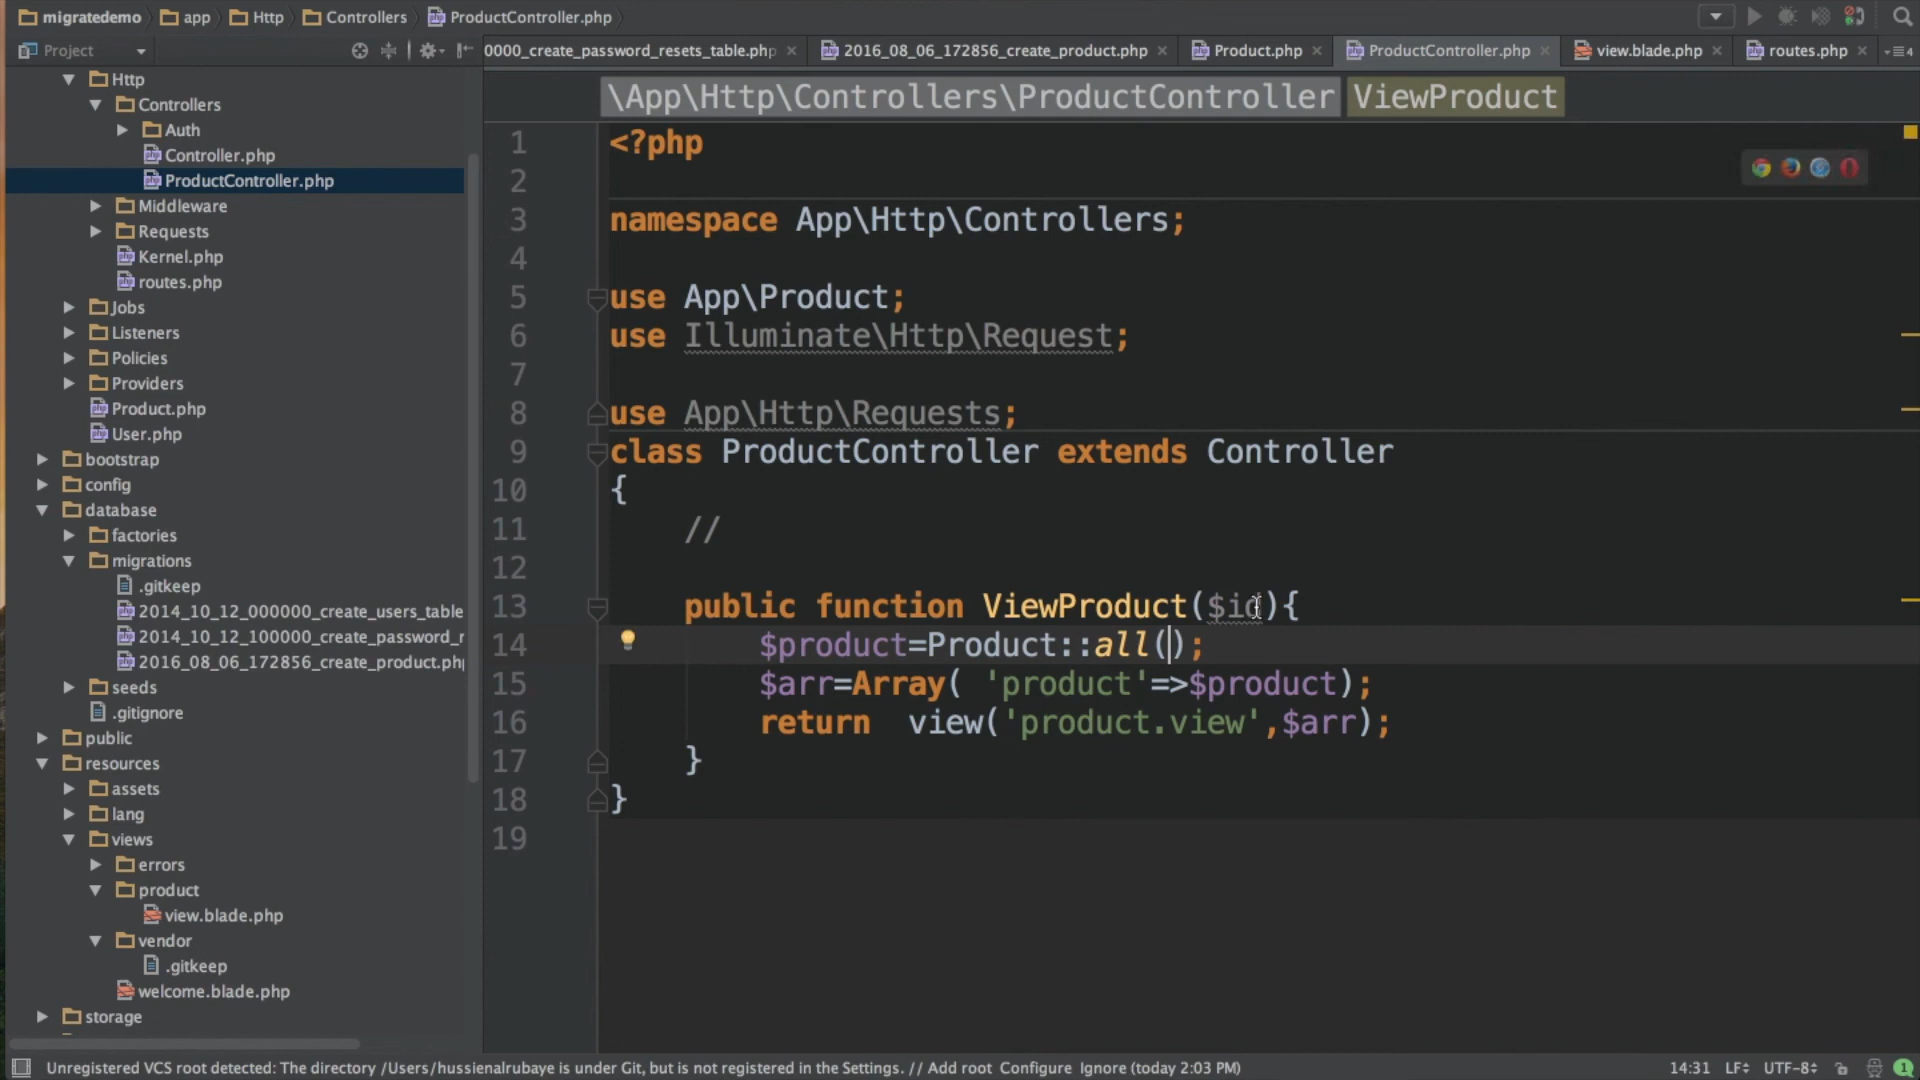 migratedemo app Http Controllers ProductController.php
Project
0000_create_password_resets_table.php 2016_08_06_172856_create_product.php Product.php ProductController.php view.blade.php routes.php 4
\App\Http\Controllers\ProductController ViewProduct
Http
Controllers
Auth
Controller.php
ProductController.php
Middleware
Requests
Kernel.php
routes.php
Jobs
Listeners
Policies
Providers
Product.php
User.php
bootstrap
config
database
factories
migrations
.gitkeep
2014_10_12_000000_create_users_table
2014_10_12_100000_create_password_r
2016_08_06_172856_create_product.php
seeds
.gitignore
public
resources
assets
lang
views
errors
product
view.blade.php
vendor
.gitkeep
welcome.blade.php
storage
1 <?php
2
3 namespace App\Http\Controllers;
4
5 use App\Product;
6 use Illuminate\Http\Request;
7
8 use App\Http\Requests;
9 class ProductController extends Controller
10 {
11 //
12
13 public function ViewProduct($id){
14 $product=Product::all();
15 $arr=Array( 'product'=>$product);
16 return view('product.view',$arr);
17 }
18 }
19
Unregistered VCS root detected: The directory /Users/hussienalrubaye is under Git, but is not registered in the Settings. // Add root Configure Ignore (today 2:03 PM) 14:31 LF UTF-8 1